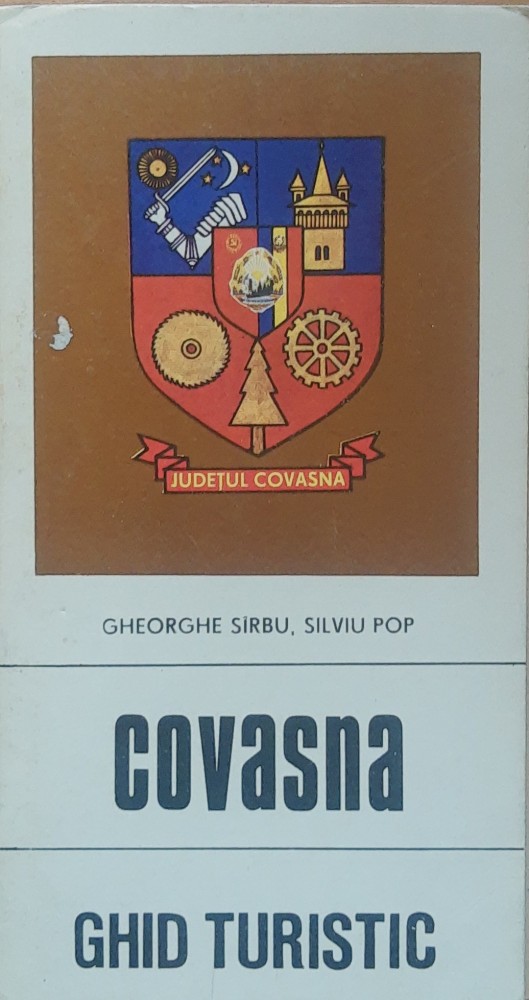 JUDEȚUL COVASNA
GHEORGHE SÎRBU, SILVIU POP
covasna
GHID TURISTIC